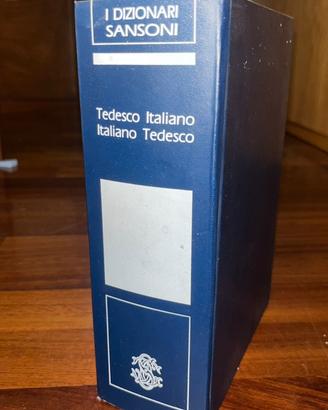 I DIZIONARI
SANSONI
Tedesco Italiano
Italiano Tedesco